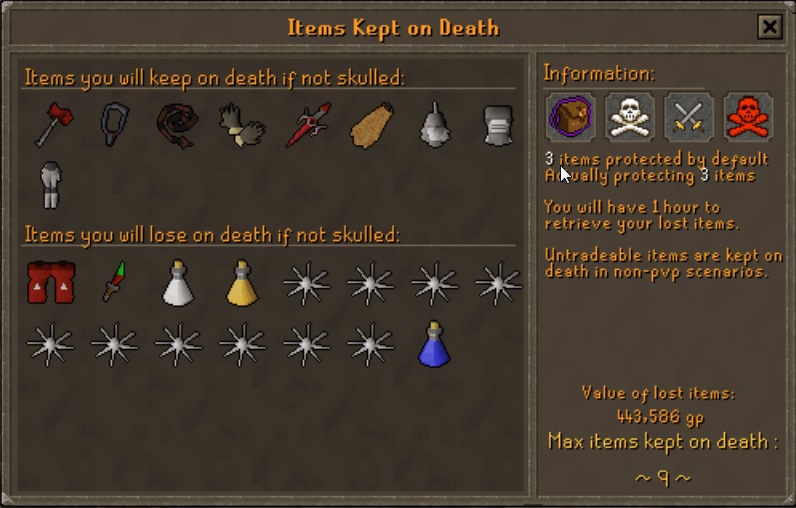 Items Kept on Death
Items you will keep on death if not skulled:
Items you will lose on death if not skulled:
Information:
3 items protected by default
Actually protecting 3 items
You will have 1 hour to
retrieve your lost items.
Untradeable items are kept on
death in non-pvp scenarios.
Value of lost items:
443,586 gp
Max items kept on death :
~ 9 ~